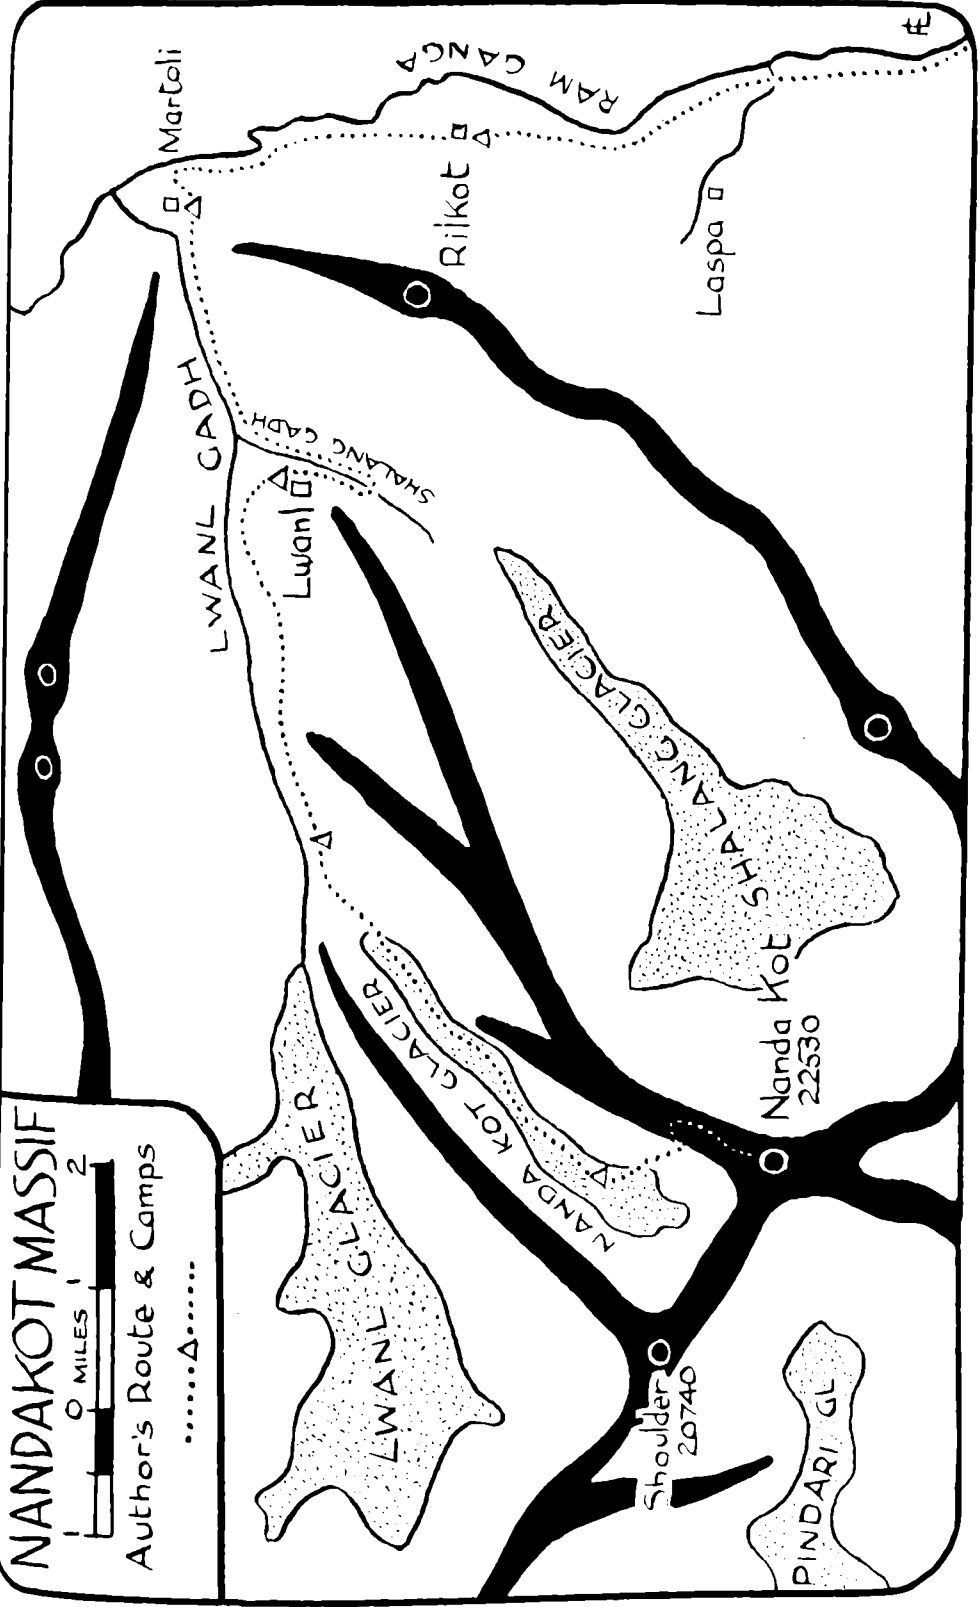 NANDAKOT MASSIF
1 0 MILES 1 2
Author's Route & Camps
LWANL GLACIER
NANDA KOT GLACIER
Shoulder
20740
PINDARI GL
Nanda Kot
22530
SHALANG GLACIER
LWANL GADH
Lwanl
SHALANG GADH
Martoli
Rilkot
Laspa
RAM GANGA